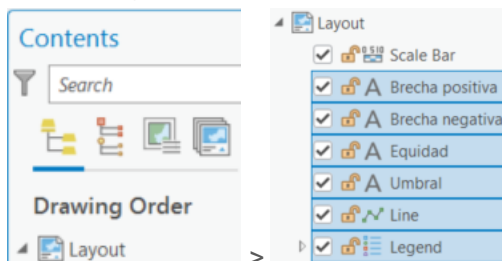 Contents
Search
Drawing Order
Layout
>
Layout
Scale Bar
Brecha positiva
Brecha negativa
Equidad
Umbral
Line
Legend